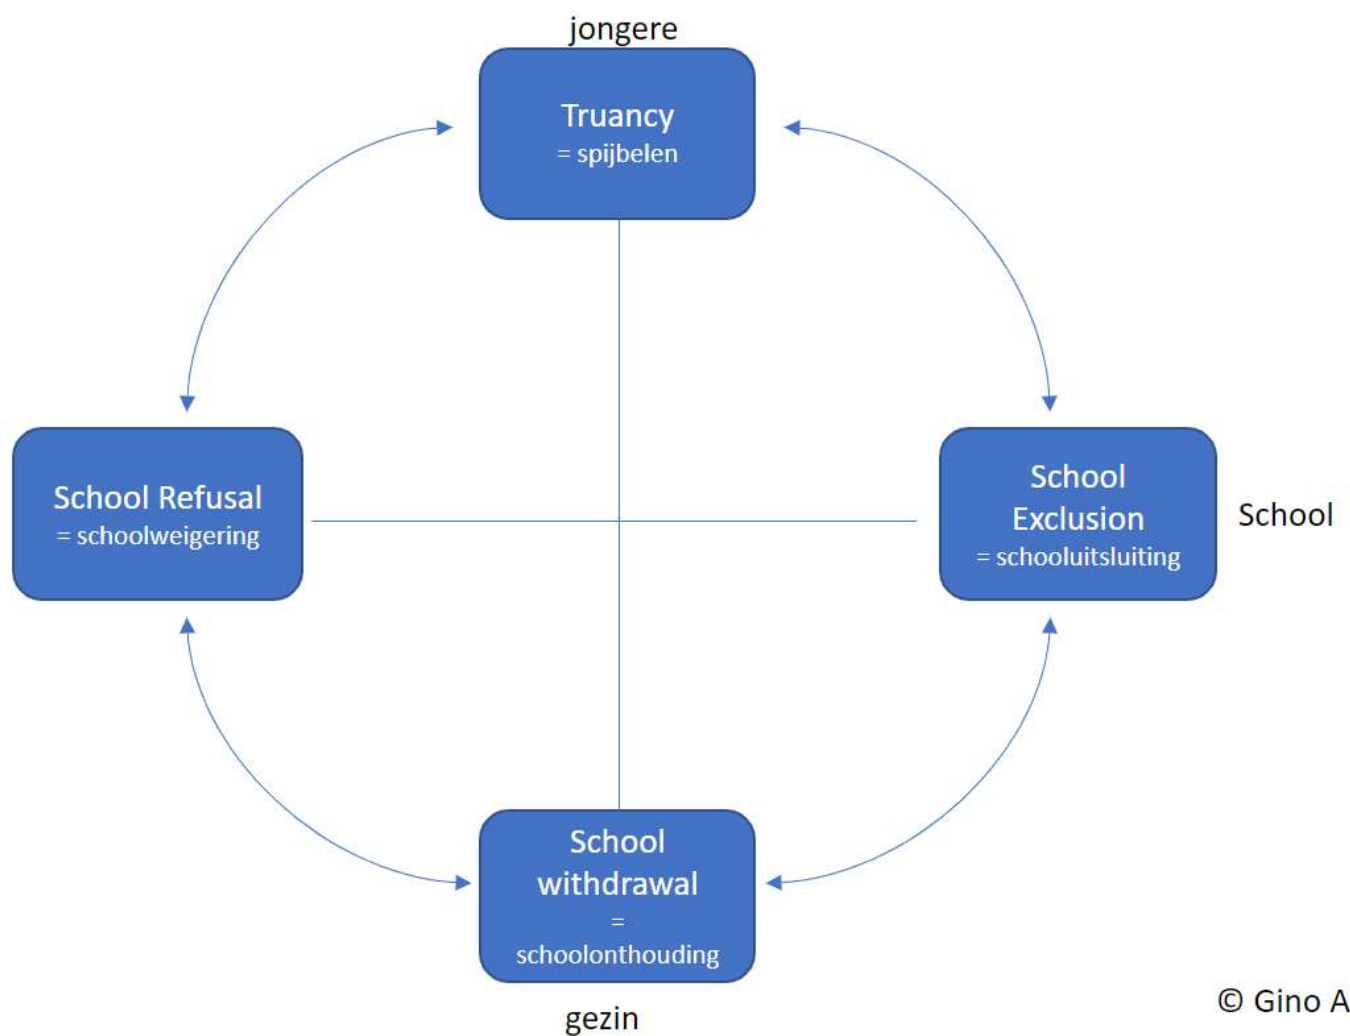 jongere
Truancy
= spijbelen
School Refusal
= schoolweigering
School
Exclusion
= schooluitsluiting
School
School
withdrawal
=
schoolonthouding
gezin
© Gino A